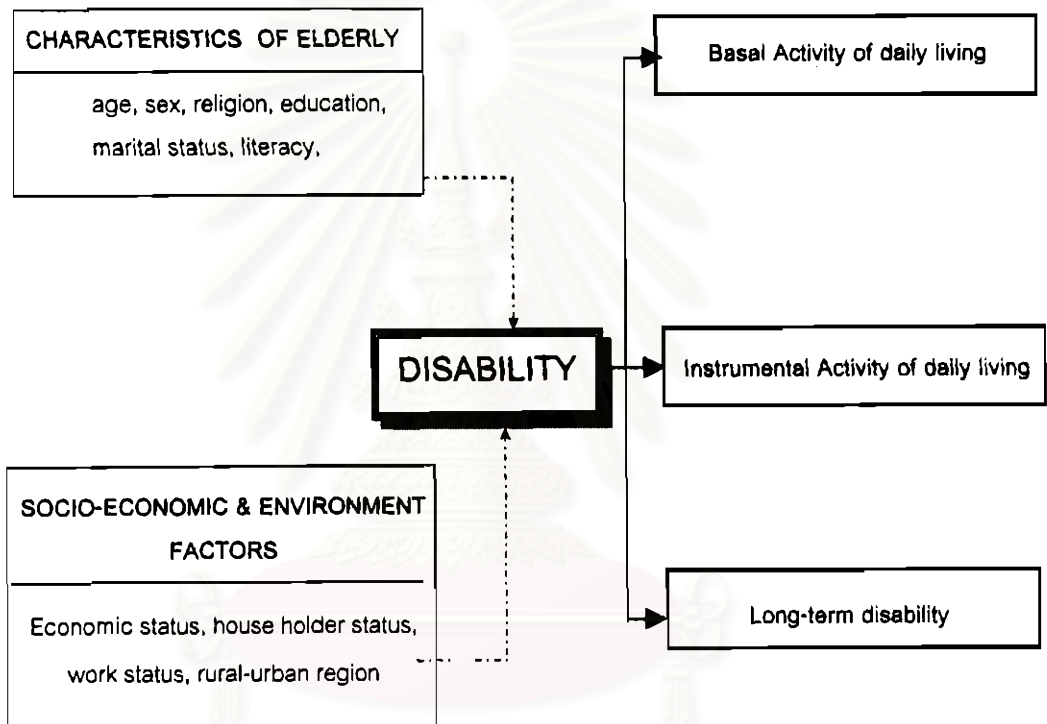 CHARACTERISTICS OF ELDERLY
age, sex, religion, education,
marital status, literacy,
Basal Activity of daily living
DISABILITY
Instrumental Activity of daily living
SOCIO-ECONOMIC & ENVIRONMENT
FACTORS
Economic status, house holder status,
work status, rural-urban region
Long-term disability